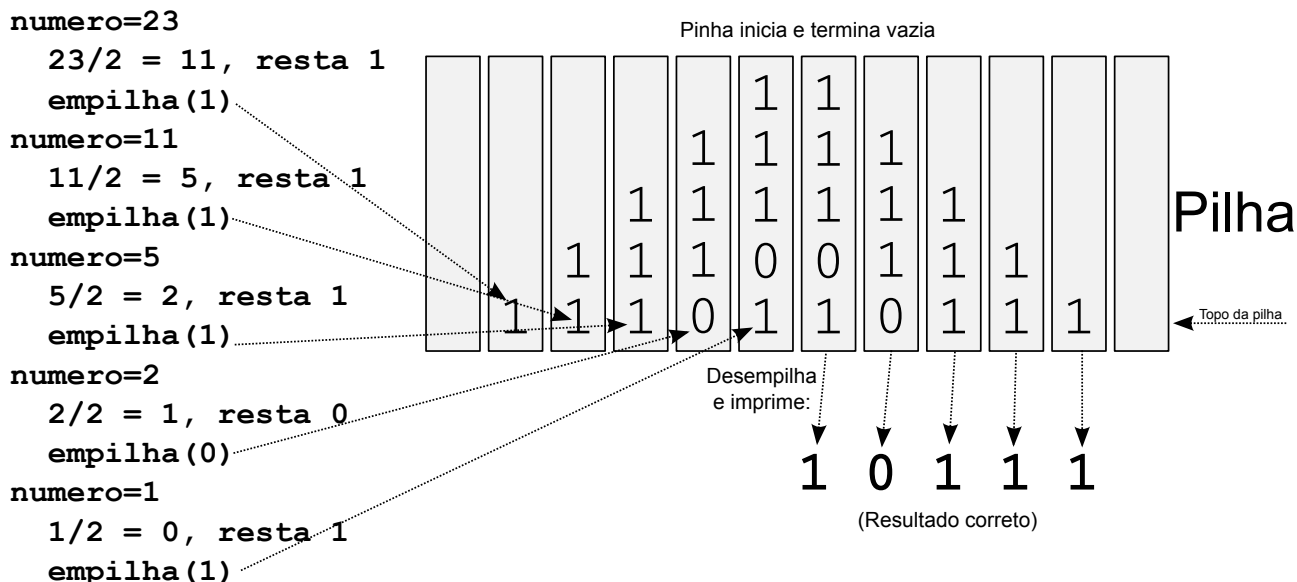 numero=23
23/2 = 11, resta 1
empilha(1)
numero=11
11/2 = 5, resta 1
empilha(1)
numero=5
5/2 = 2, resta 1
empilha(1)
numero=2
2/2 = 1, resta 0
empilha(0)
numero=1
1/2 = 0, resta 1
empilha(1)
Pinha inicia e termina vazia
1 1
1 1 1 1
1 1 1 1 1 1
1 1 1 0 0 1 1 1
1 1 1 0 1 1 0 1 1 1
Pilha
Topo da pilha
Desempilha
e imprime:
1 0 1 1 1
(Resultado correto)